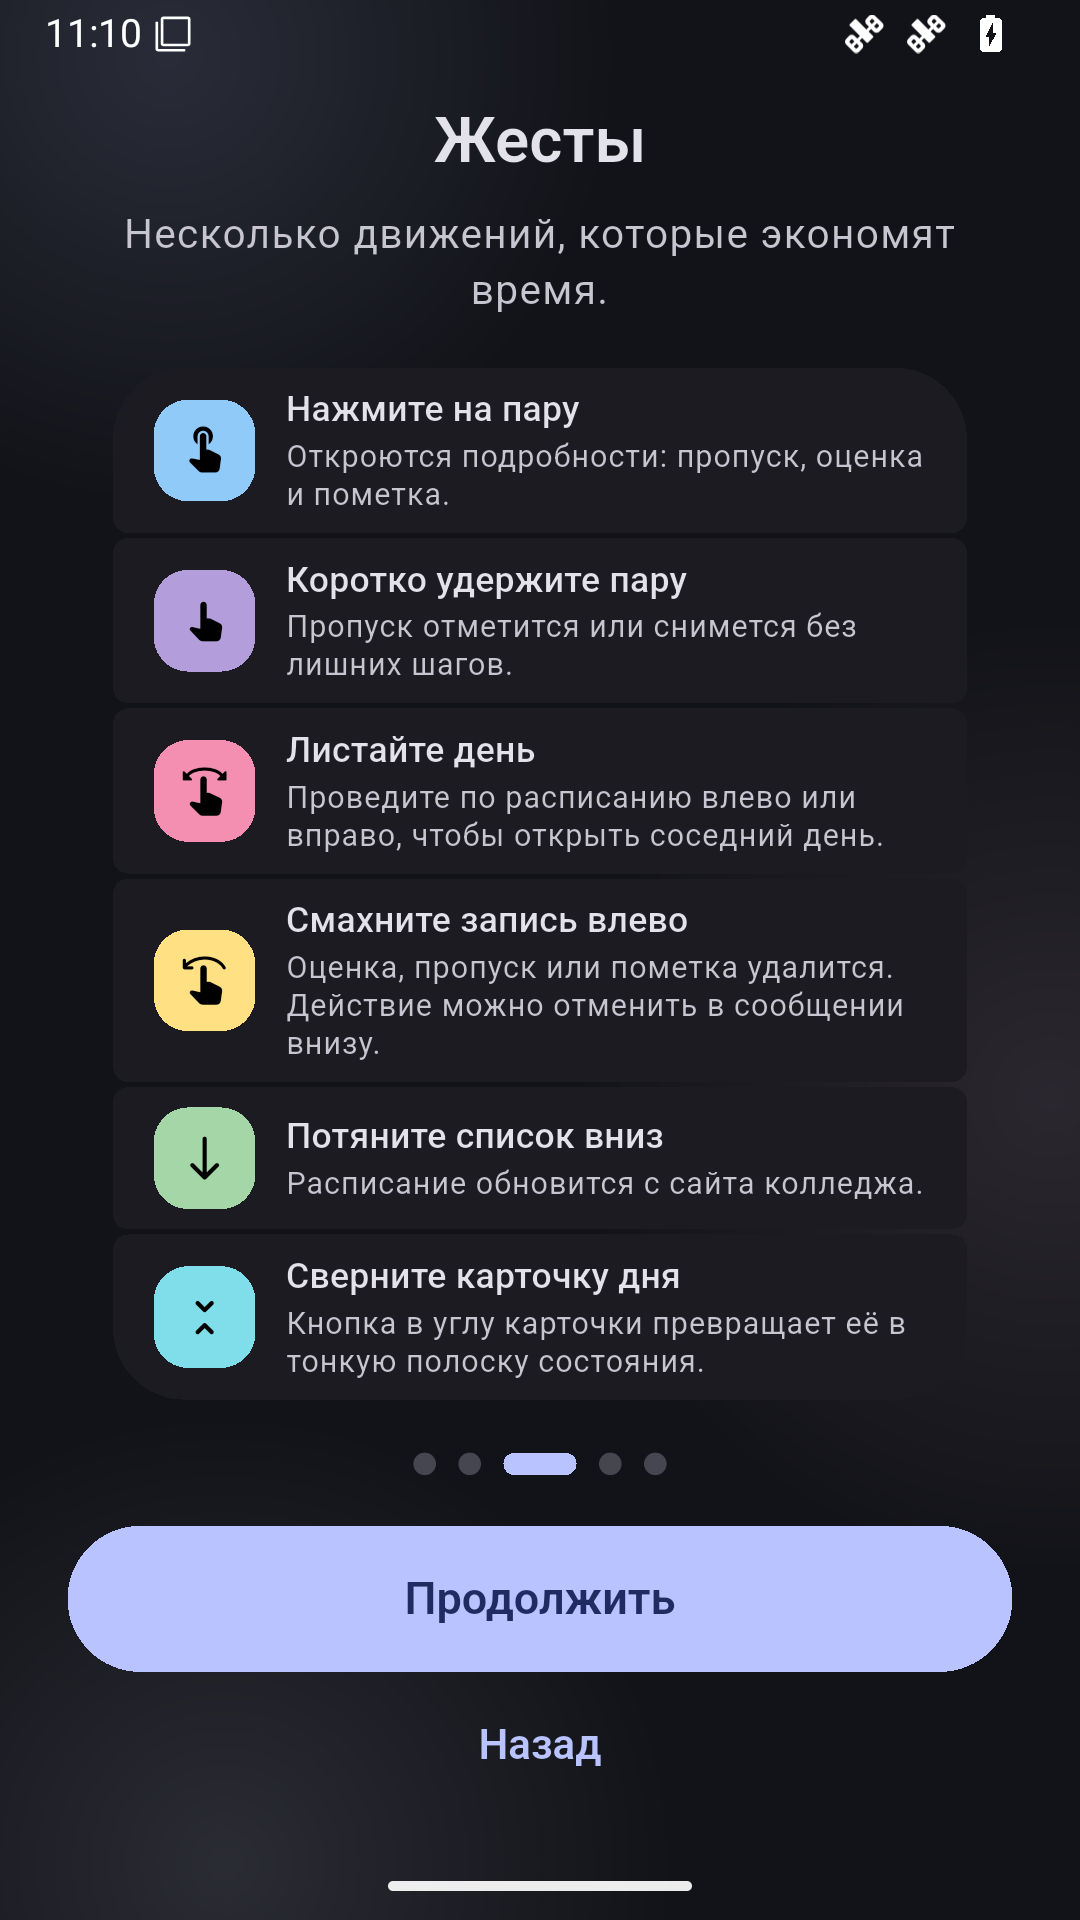 11:10
Жесты
Несколько движений, которые экономят
время.
Нажмите на пару
Откроются подробности: пропуск, оценка
и пометка.
Коротко удержите пару
Пропуск отметится или снимется без
лишних шагов.
Листайте день
Проведите по расписанию влево или
вправо, чтобы открыть соседний день.
Смахните запись влево
Оценка, пропуск или пометка удалится.
Действие можно отменить в сообщении
внизу.
Потяните список вниз
Расписание обновится с сайта колледжа.
Сверните карточку дня
Кнопка в углу карточки превращает её в
тонкую полоску состояния.
Продолжить
Назад